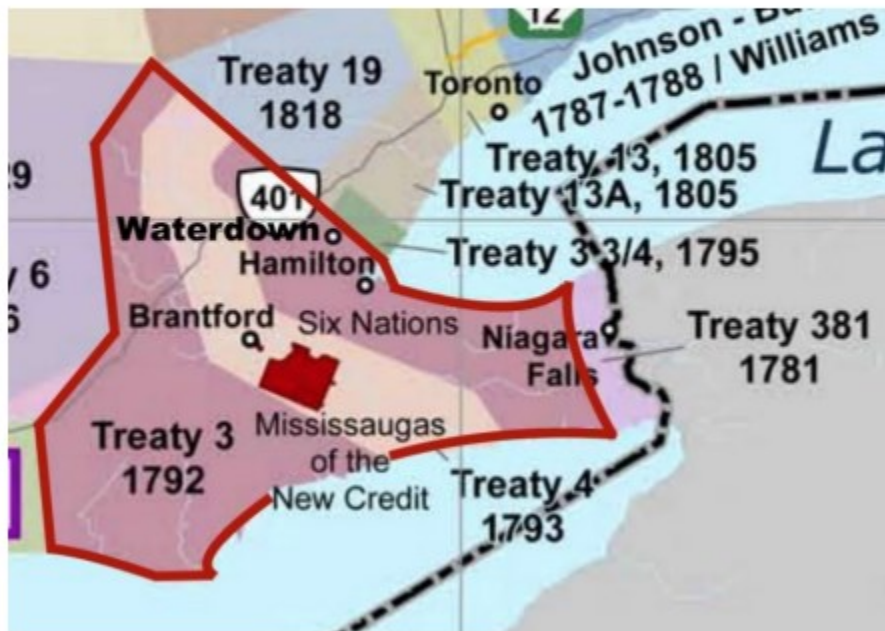 12
Treaty 19
1818
Toronto
Johnson - Bu
1787-1788 / Williams
Treaty 13, 1805
La
29
401
Treaty 13A, 1805
Waterdown
Treaty 3 3/4, 1795
Hamilton
y 6
6
Brantford
Six Nations
Niagara
Falls
Treaty 381
1781
Treaty 3
1792
Mississaugas
of the
New Credit
Treaty 4
1793